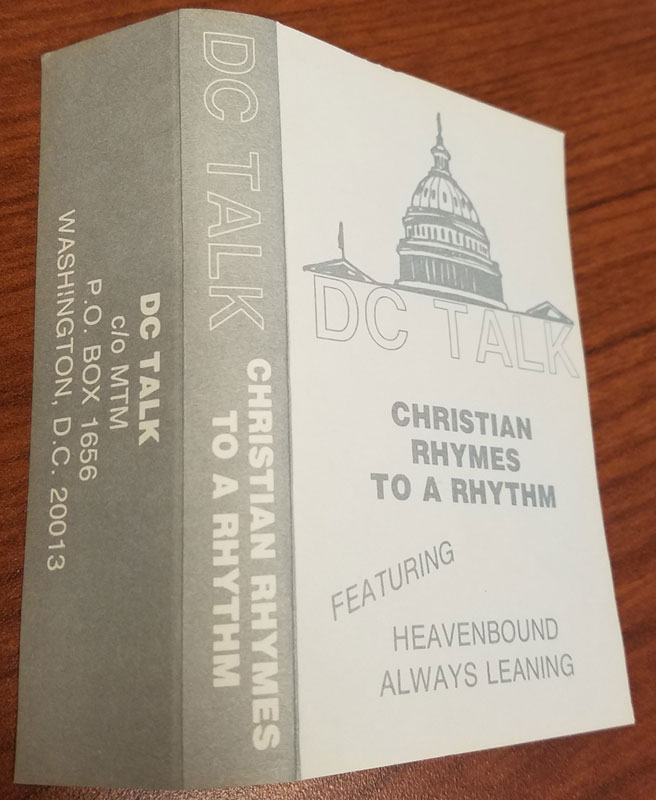 DC TALK
CHRISTIAN
RHYMES
TO A RHYTHM
FEATURING
HEAVENBOUND
ALWAYS LEANING
DC TALK
CHRISTIAN RHYMES
TO A RHYTHM
DC TALK
c/o MTM
P.O. BOX 1656
WASHINGTON, D.C. 20013